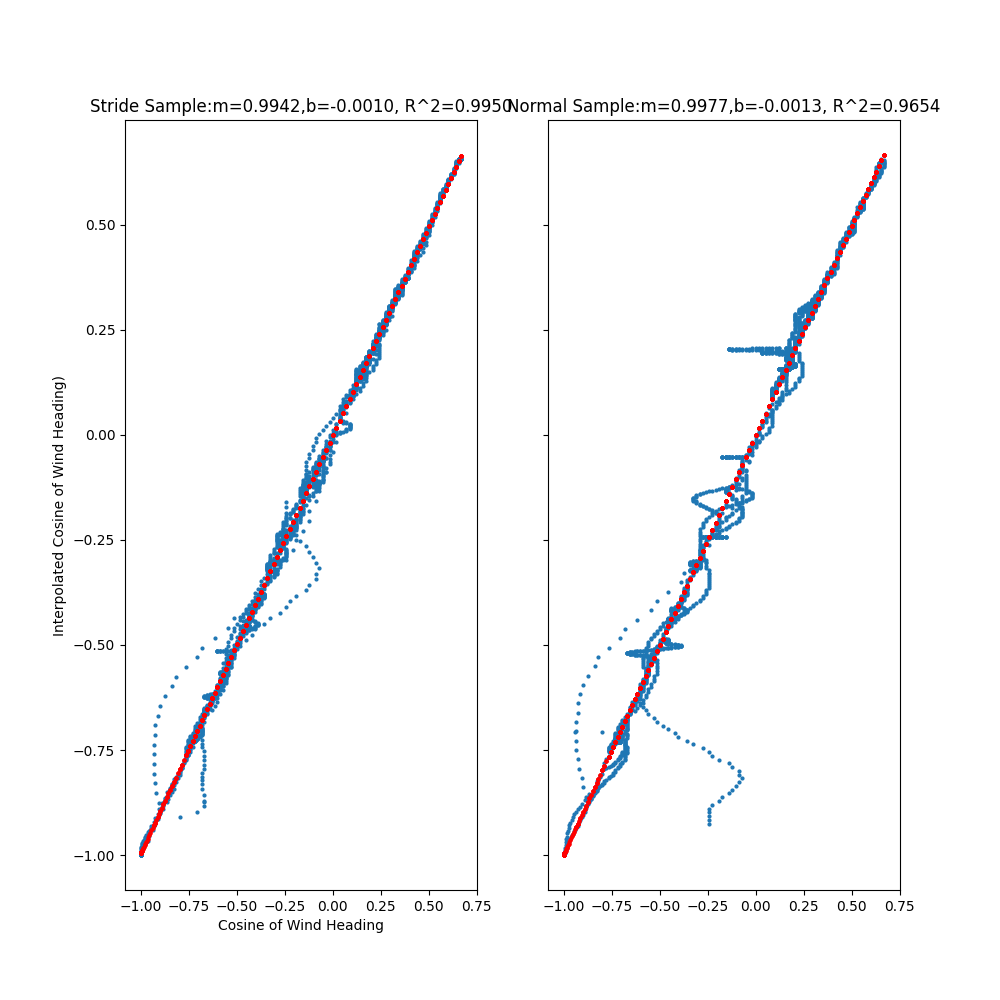 Stride Sample:m=0.9942,b=-0.0010, R^2=0.9950
Normal Sample:m=0.9977,b=-0.0013, R^2=0.9654
0.50
0.25
0.00
−0.25
−0.50
−0.75
−1.00
Interpolated Cosine of Wind Heading)
−1.00 −0.75 −0.50 −0.25 0.00 0.25 0.50 0.75
−1.00 −0.75 −0.50 −0.25 0.00 0.25 0.50 0.75
Cosine of Wind Heading